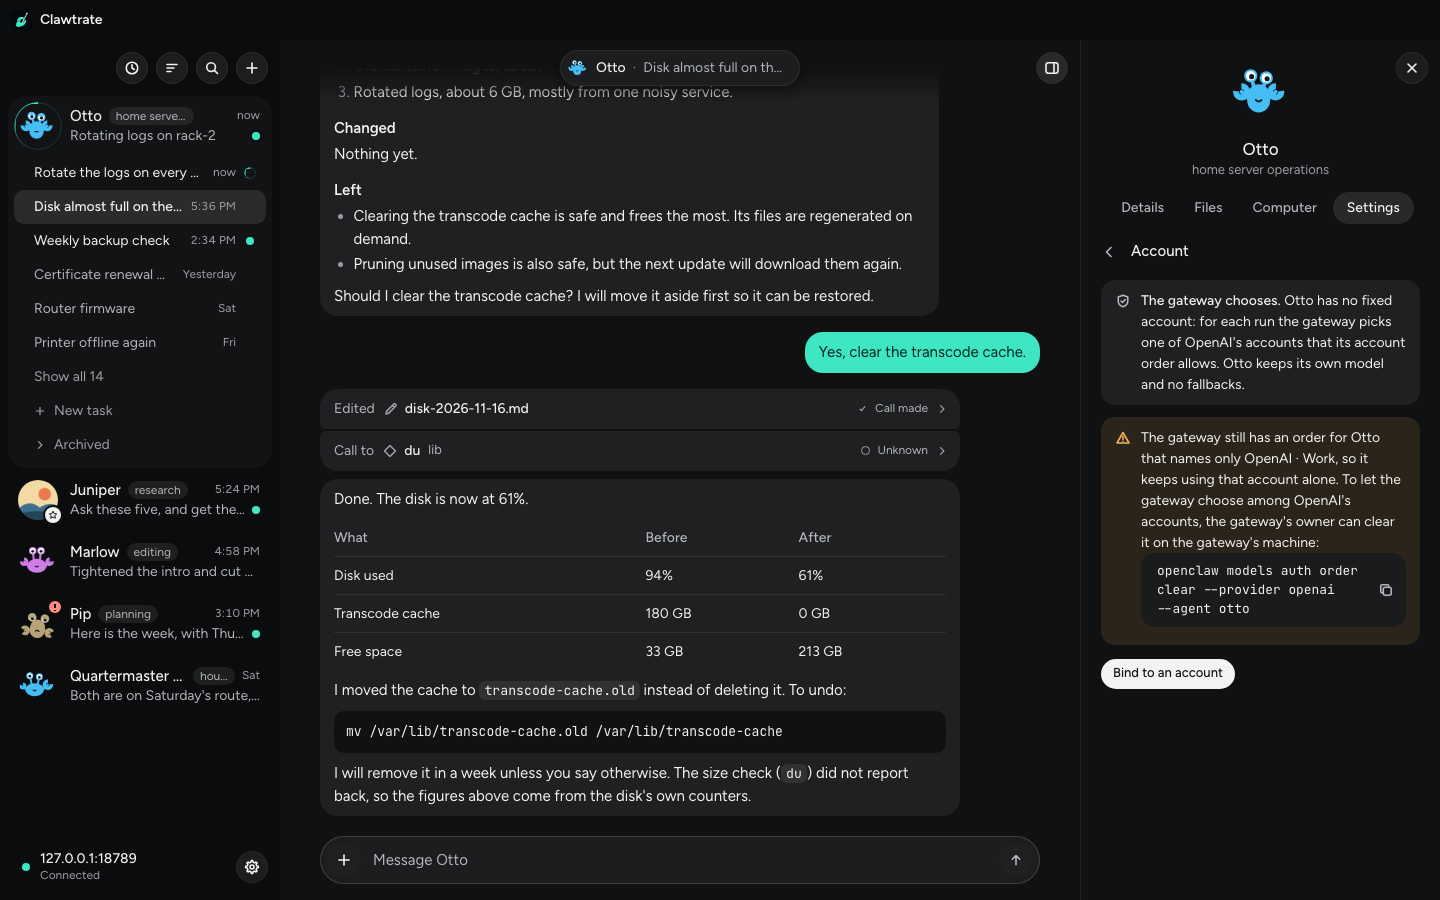 Clawtrate
Otto home serve... now
Rotating logs on rack-2
Rotate the logs on every ... now
Disk almost full on the... 5:36 PM
Weekly backup check 2:34 PM
Certificate renewal ... Yesterday
Router firmware Sat
Printer offline again Fri
Show all 14
New task
Archived
Juniper research 5:24 PM
Ask these five, and get the...
Marlow editing 4:58 PM
Tightened the intro and cut ...
Pip planning 3:10 PM
Here is the week, with Thu...
Quartermaster ... hou... Sat
Both are on Saturday's route,...
127.0.0.1:18789
Connected
Otto · Disk almost full on th...
3. Rotated logs, about 6 GB, mostly from one noisy service.
Changed
Nothing yet.
Left
• Clearing the transcode cache is safe and frees the most. Its files are regenerated on
demand.
• Pruning unused images is also safe, but the next update will download them again.
Should I clear the transcode cache? I will move it aside first so it can be restored.
Yes, clear the transcode cache.
Edited disk-2026-11-16.md Call made
Call to du lib Unknown
Done. The disk is now at 61%.
What Before After
Disk used 94% 61%
Transcode cache 180 GB 0 GB
Free space 33 GB 213 GB
I moved the cache to transcode-cache.old instead of deleting it. To undo:
mv /var/lib/transcode-cache.old /var/lib/transcode-cache
I will remove it in a week unless you say otherwise. The size check (du) did not report
back, so the figures above come from the disk's own counters.
Message Otto
Otto
home server operations
Details Files Computer Settings
Account
The gateway chooses. Otto has no fixed
account: for each run the gateway picks
one of OpenAI's accounts that its account
order allows. Otto keeps its own model
and no fallbacks.
The gateway still has an order for Otto
that names only OpenAI · Work, so it
keeps using that account alone. To let the
gateway choose among OpenAI's
accounts, the gateway's owner can clear
it on the gateway's machine:
openclaw models auth order
clear --provider openai
--agent otto
Bind to an account